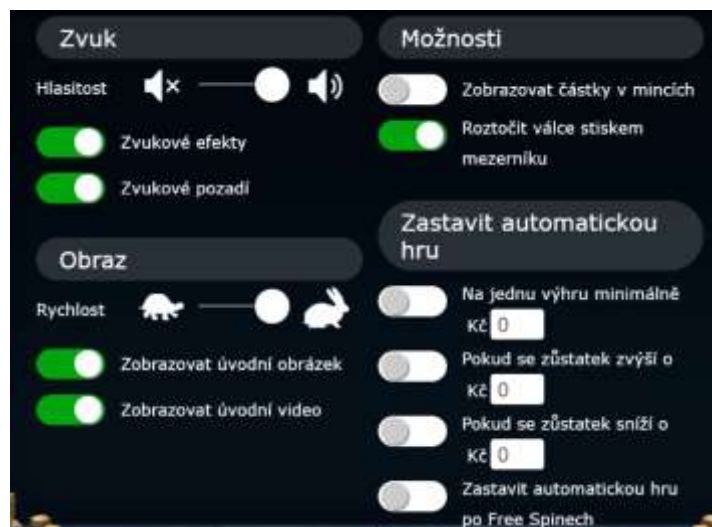 Zvuk
Hlasitost
Zvukové efekty
Zvukové pozadí
Obraz
Rychlost
Zobrazovat úvodní obrázek
Zobrazovat úvodní video
Možnosti
Zobrazovat částky v mincích
Roztočit válce stiskem
mezerníku
Zastavit automatickou
hru
Na jednu výhru minimálně
Kč 0
Pokud se zůstatek zvýší o
Kč 0
Pokud se zůstatek sníží o
Kč 0
Zastavit automatickou hru
po Free Spinech